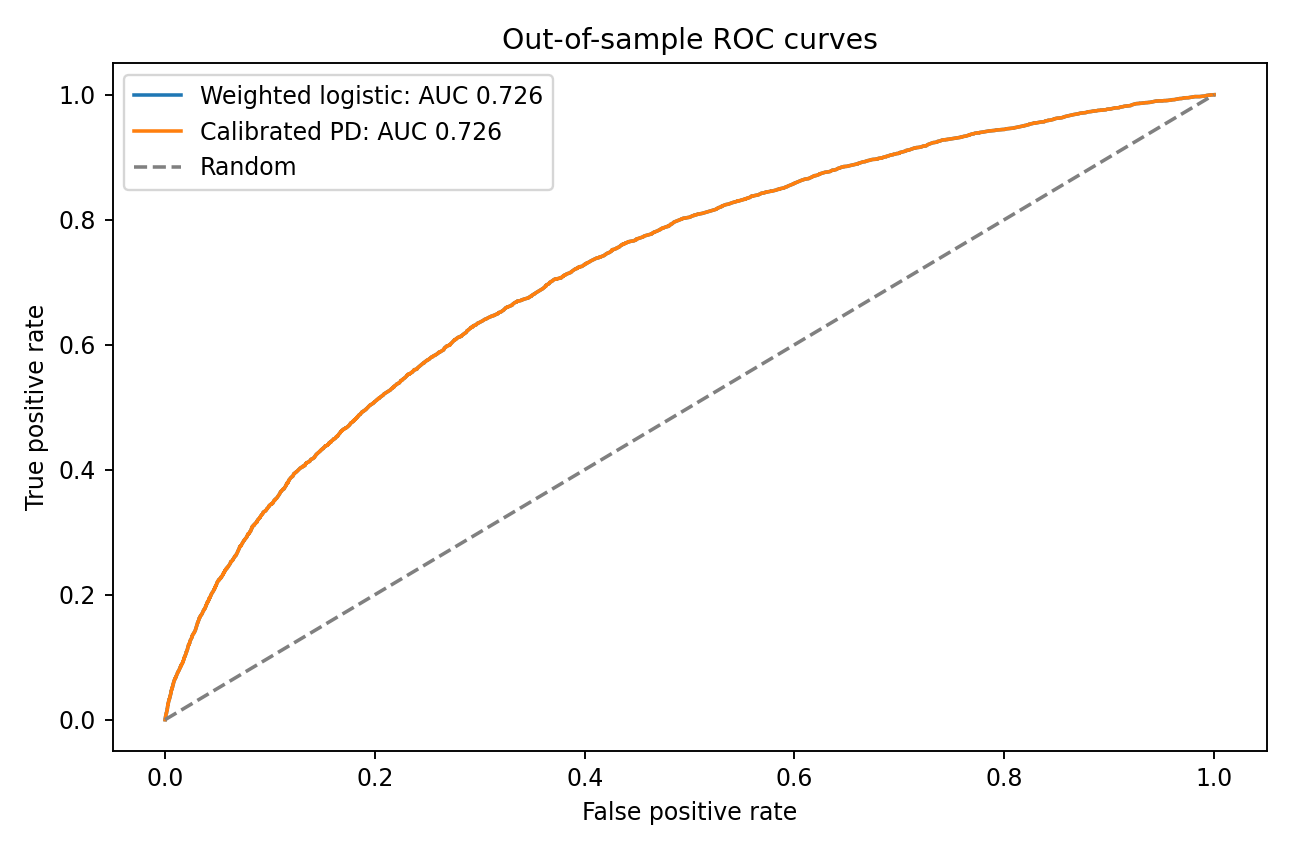 Out-of-sample ROC curves
Weighted logistic: AUC 0.726
Calibrated PD: AUC 0.726
Random
True positive rate
1.0
0.8
0.6
0.4
0.2
0.0
0.0 0.2 0.4 0.6 0.8 1.0
False positive rate